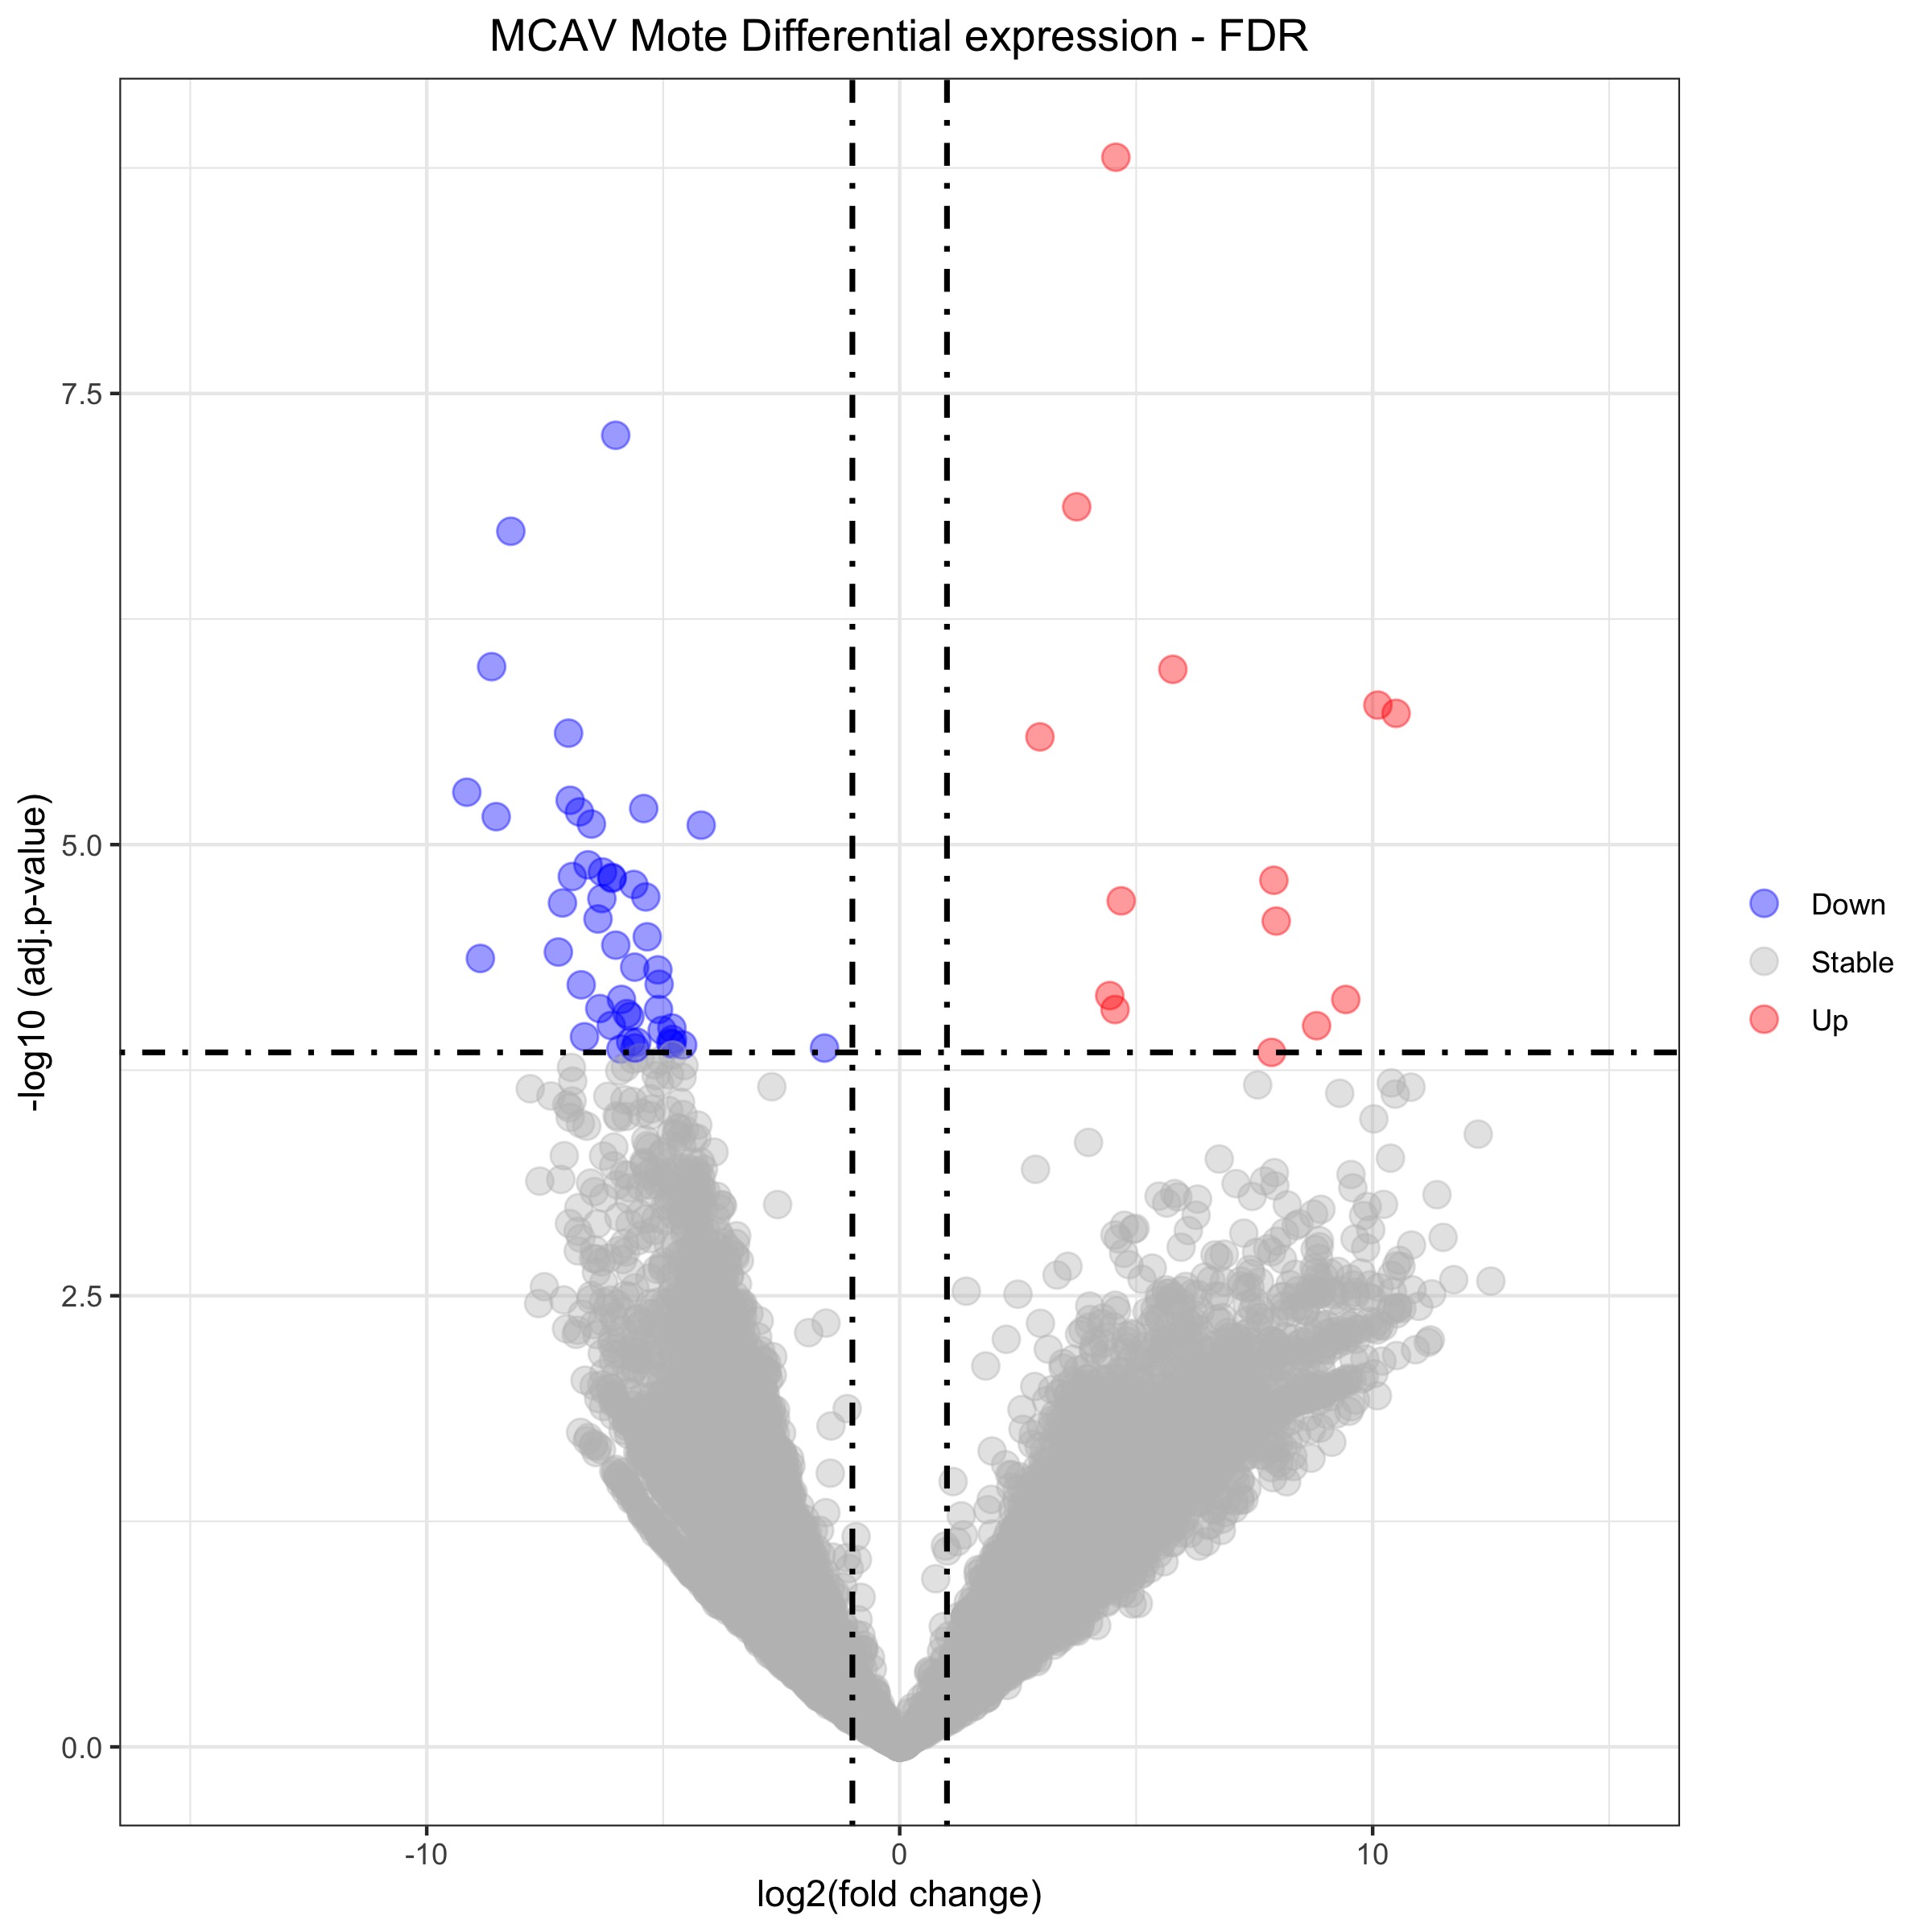 MCAV Mote Differential expression - FDR
-log10 (adj.p-value)
7.5
5.0
2.5
0.0
-10
0
10
log2(fold change)
Down
Stable
Up